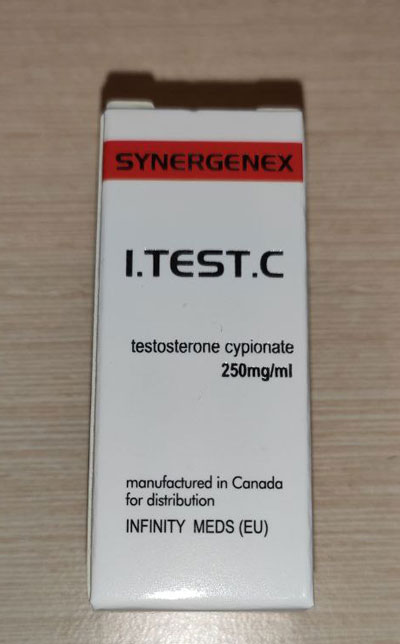 SYNERGENEX
I.TEST.C
testosterone cypionate
250mg/ml
manufactured in Canada
for distribution
INFINITY MEDS (EU)